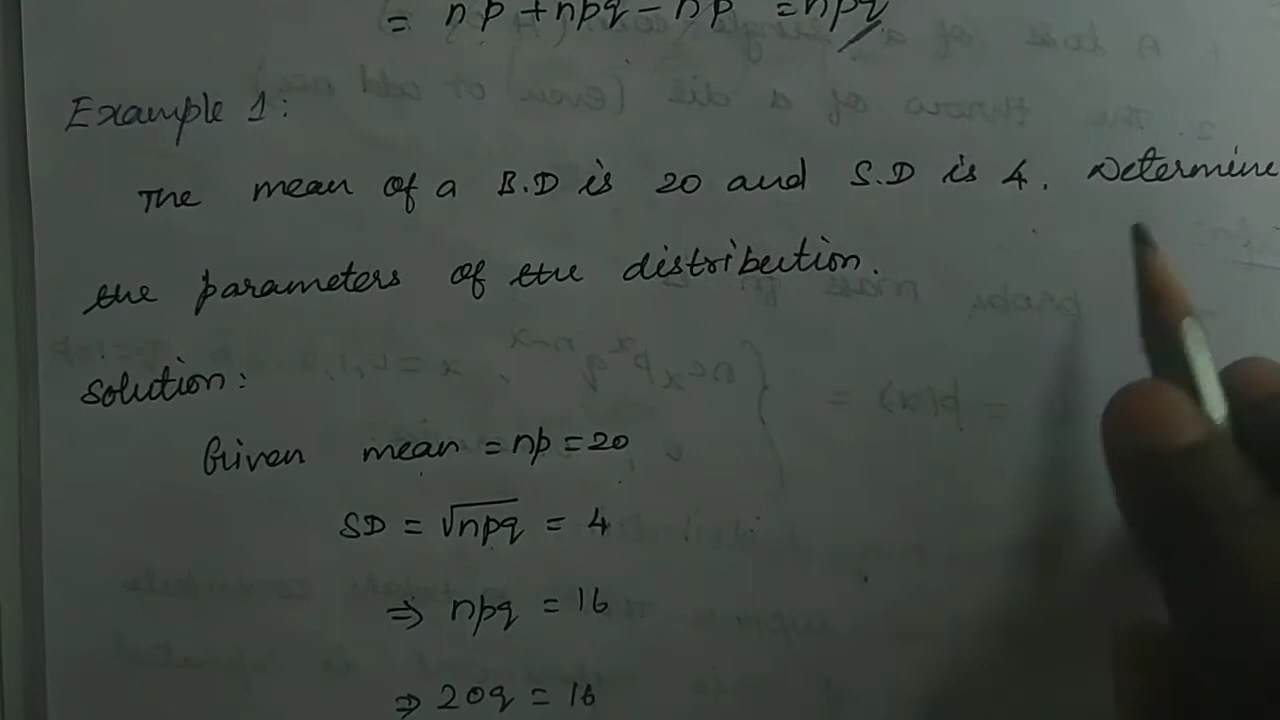 = np + npq - np = npq
Example 1:
The mean of a B.D is 20 and S.D is 4. Determine
the parameters of the distribution.
Solution:
Given mean = np = 20
SD = √npq = 4
⇒ npq = 16
⇒ 20q = 16